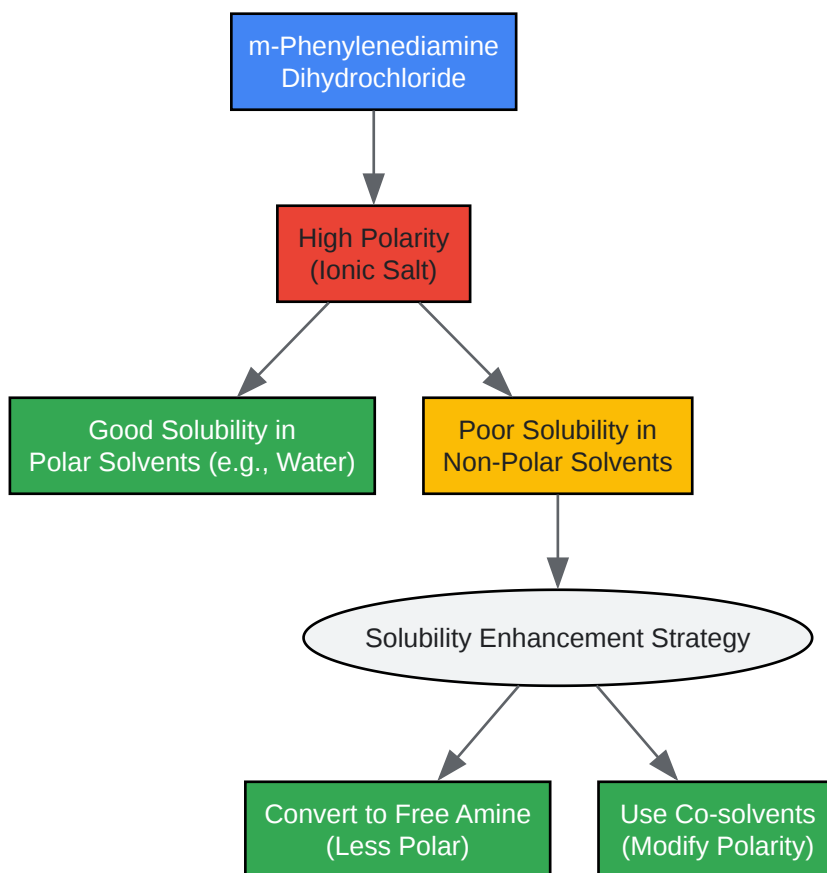 m-Phenylenediamine
Dihydrochloride
High Polarity
(Ionic Salt)
Good Solubility in
Polar Solvents (e.g., Water)
Poor Solubility in
Non-Polar Solvents
Solubility Enhancement Strategy
Convert to Free Amine
(Less Polar)
Use Co-solvents
(Modify Polarity)